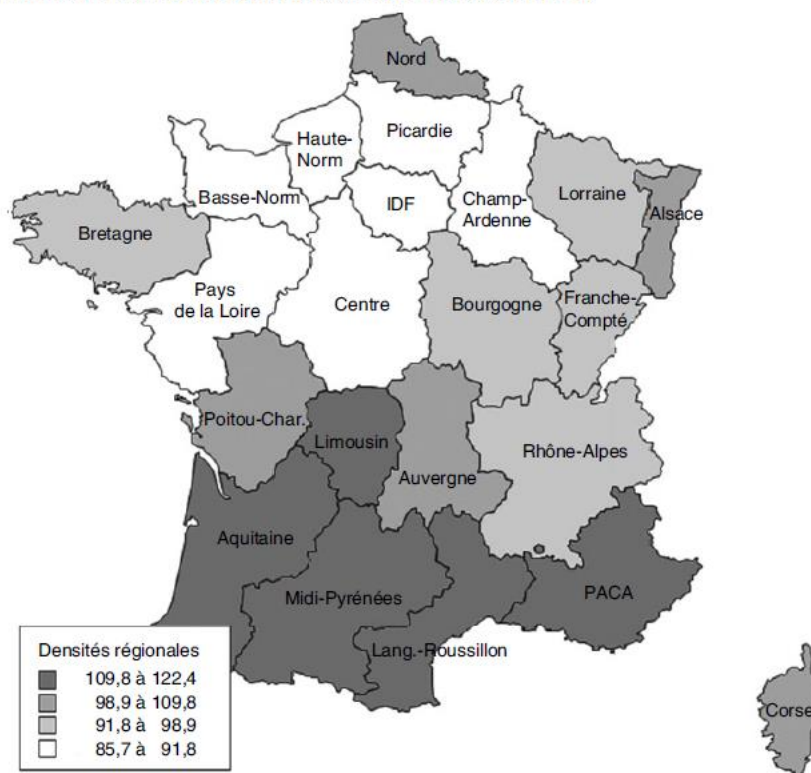 Nord
Picardie
Haute-
Norm
Basse-Norm
IDF
Champ-
Ardenne
Lorraine
Alsace
Bretagne
Pays
de la Loire
Centre
Bourgogne
Franche-
Compté
Poitou-Char.
Limousin
Auvergne
Rhône-Alpes
Aquitaine
Midi-Pyrénées
PACA
Lang.-Roussillon
Corse
Densités régionales
109,8 à 122,4
98,9 à 109,8
91,8 à 98,9
85,7 à 91,8